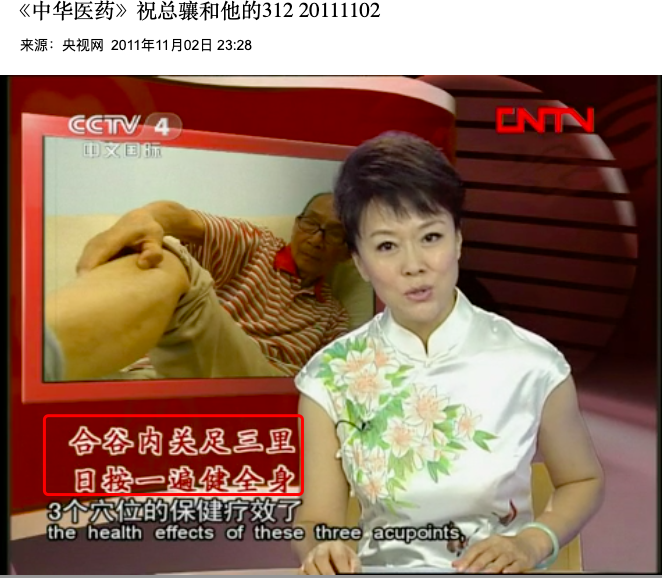 《中华医药》祝总骧和他的312 20111102
来源：央视网 2011年11月02日 23:28
CCTV 4
中文国际
CNTV
合谷内关足三里
日按一遍健全身
3个穴位的保健疗效了
the health effects of these three acupoints,